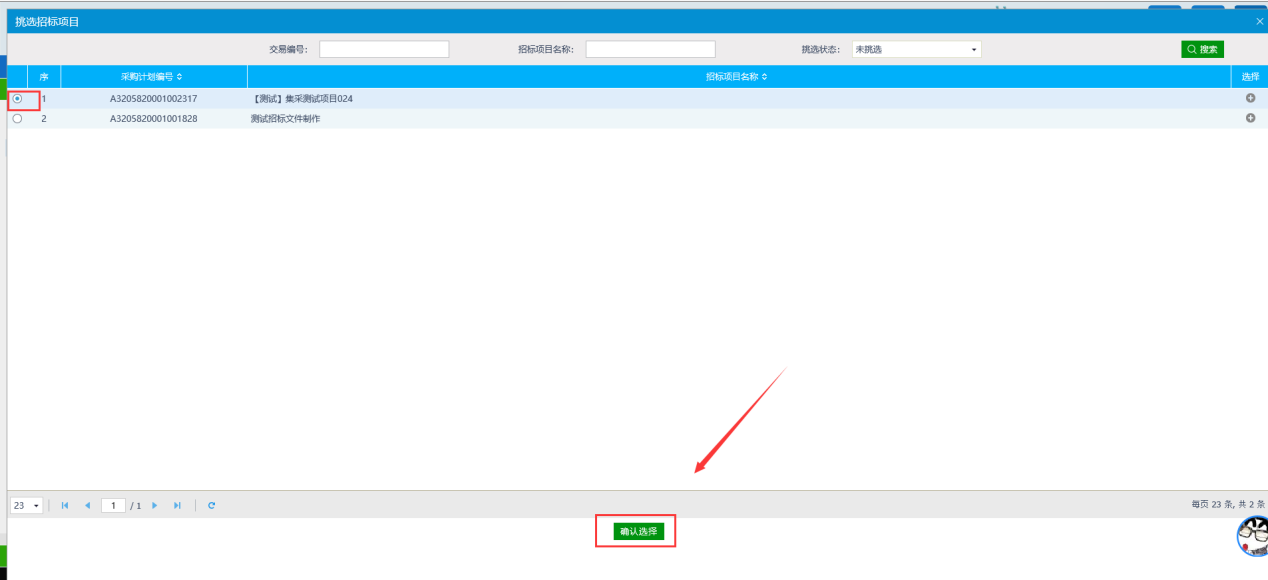 挑选招标项目
交易编号: 招标项目名称: 挑选状态: 未挑选 搜索
序 采购计划编号 招标项目名称 选择
1 A3205820001002317 【测试】集采测试项目024
2 A3205820001001828 测试招标文件制作
23 1 / 1 每页 23 条, 共 2 条
确认选择